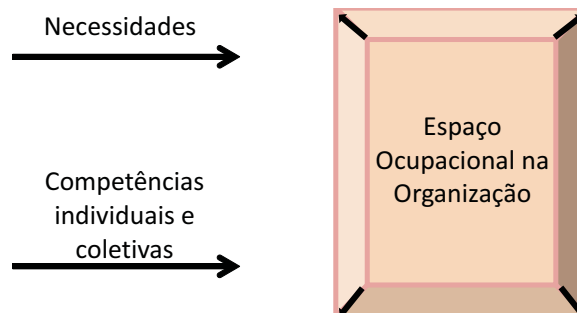 Necessidades
Competências
individuais e
coletivas
Espaço
Ocupacional na
Organização